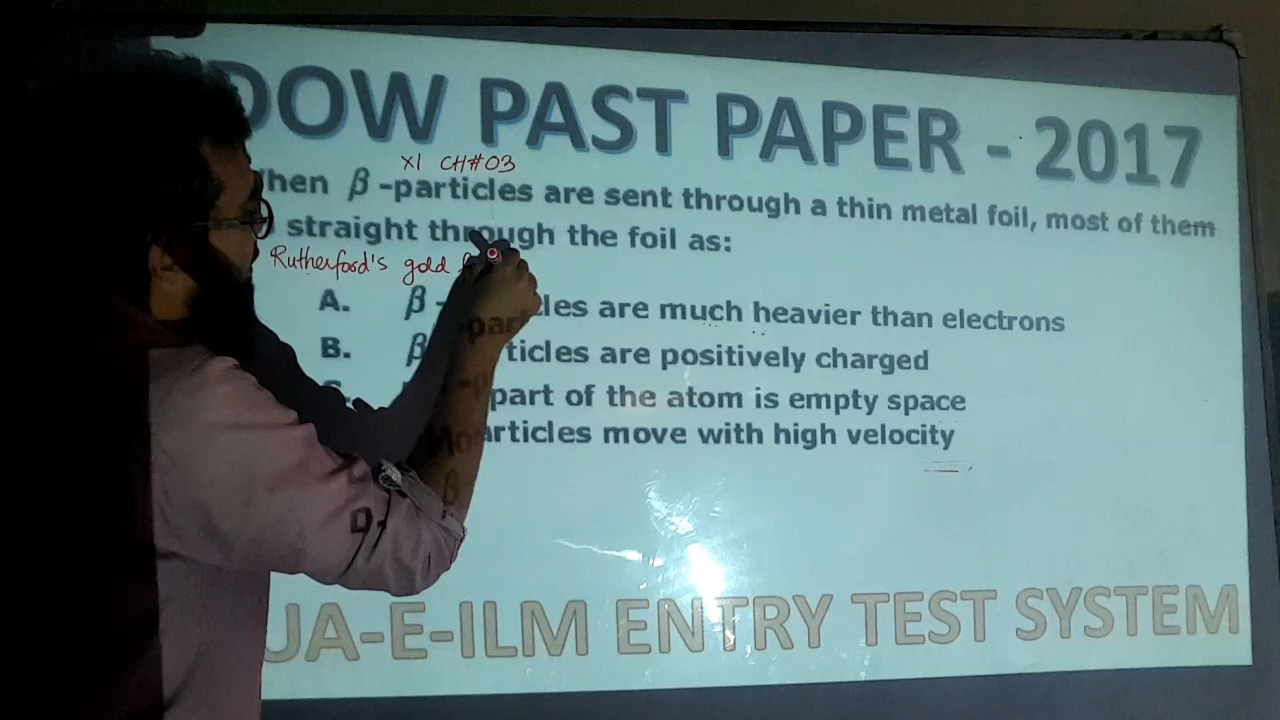 DOW PAST PAPER - 2017
XI CH#03
hen β -particles are sent through a thin metal foil, most of them
straight through the foil as:
Rutherford's gold
A. β - ticles are much heavier than electrons
B. β ticles are positively charged
part of the atom is empty space
D. β articles move with high velocity
UA-E-ILM ENTRY TEST SYSTEM